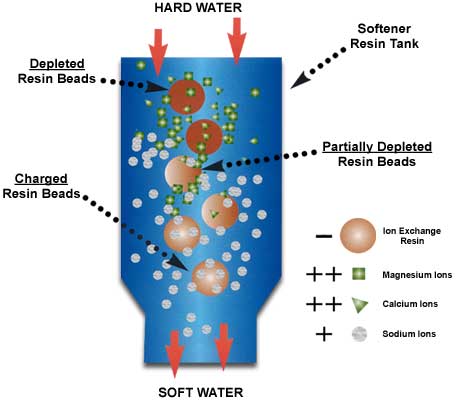 HARD WATER
Softener
Resin Tank
Depleted
Resin Beads
Partially Depleted
Resin Beads
Charged
Resin Beads
− Ion Exchange
Resin
++ Magnesium Ions
++ Calcium Ions
+ Sodium Ions
SOFT WATER